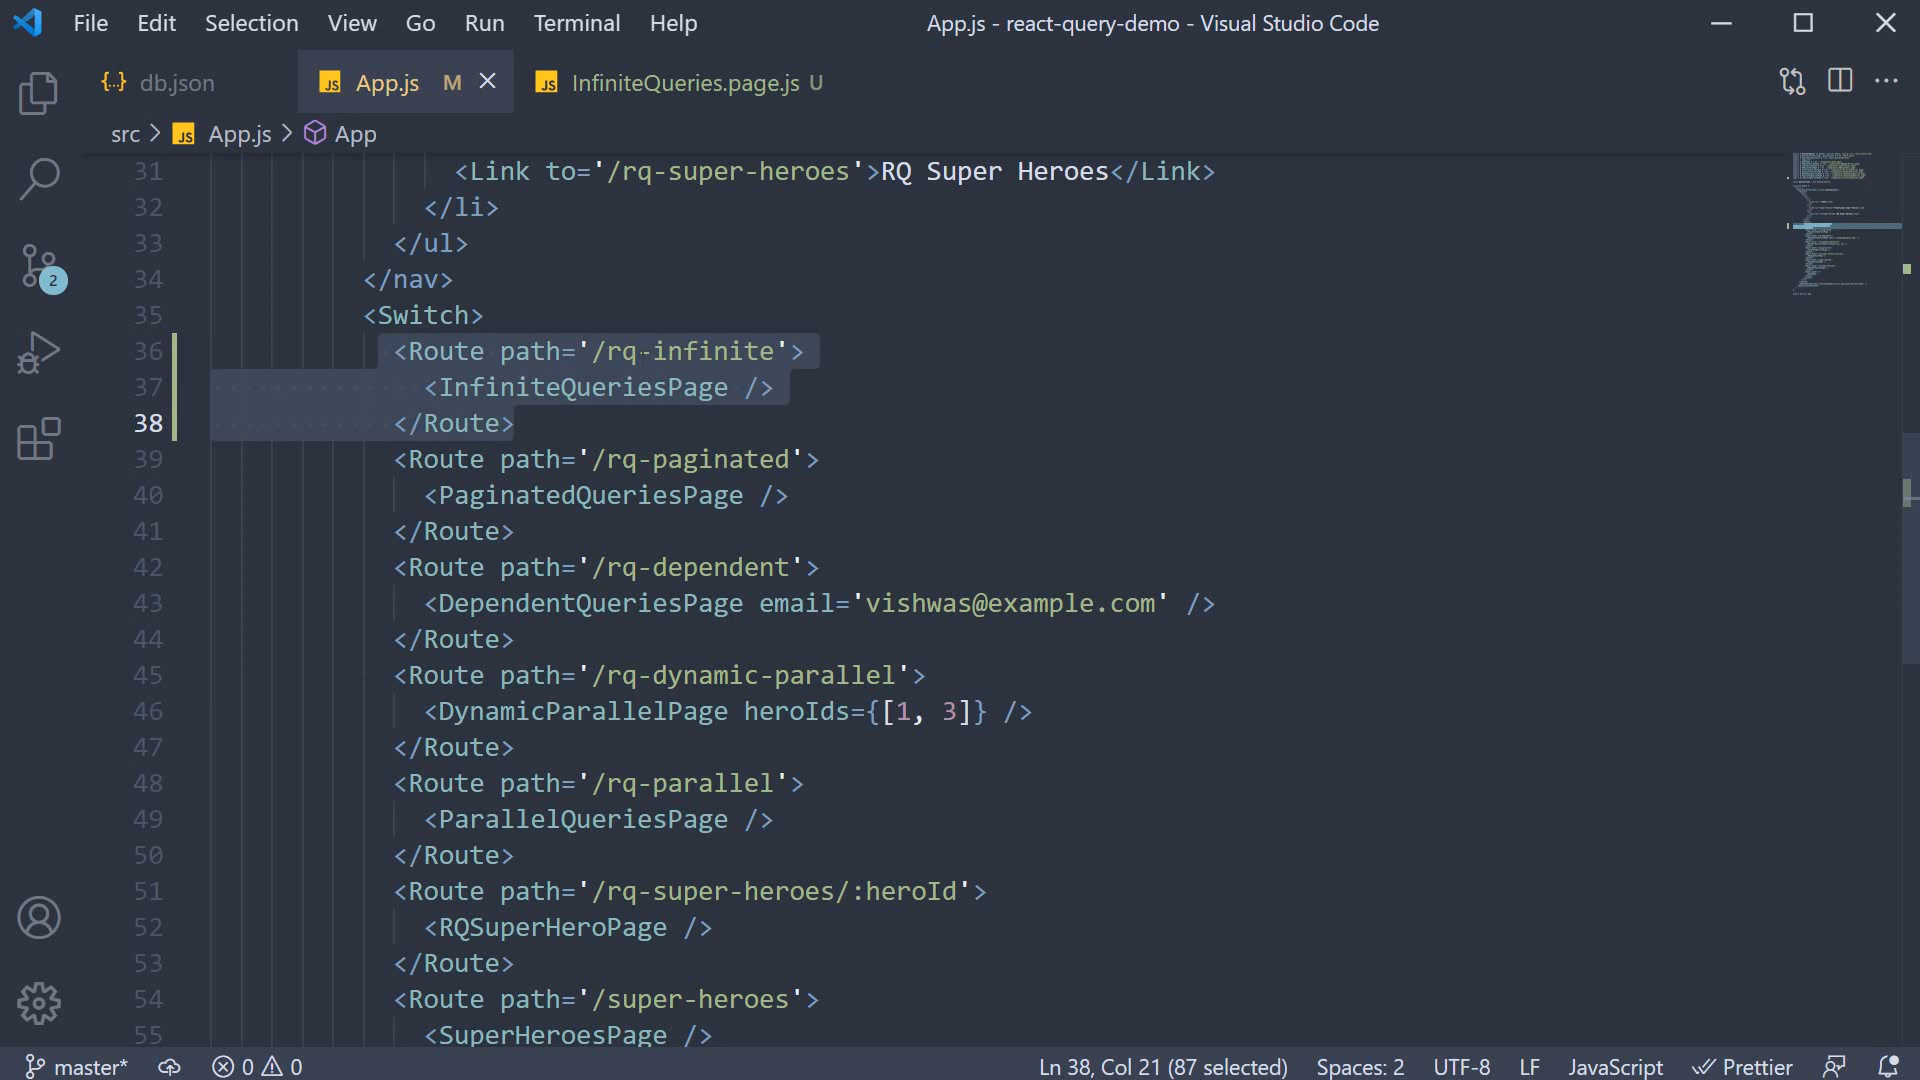 File Edit Selection View Go Run Terminal Help
App.js - react-query-demo - Visual Studio Code
{..} db.json
JS App.js M
JS InfiniteQueries.page.js U
src > JS App.js > App
31 <Link to='/rq-super-heroes'>RQ Super Heroes</Link>
32 </li>
33 </ul>
34 </nav>
35 <Switch>
36 <Route path='/rq-infinite'>
37 <InfiniteQueriesPage />
38 </Route>
39 <Route path='/rq-paginated'>
40 <PaginatedQueriesPage />
41 </Route>
42 <Route path='/rq-dependent'>
43 <DependentQueriesPage email='vishwas@example.com' />
44 </Route>
45 <Route path='/rq-dynamic-parallel'>
46 <DynamicParallelPage heroIds={[1, 3]} />
47 </Route>
48 <Route path='/rq-parallel'>
49 <ParallelQueriesPage />
50 </Route>
51 <Route path='/rq-super-heroes/:heroId'>
52 <RQSuperHeroPage />
53 </Route>
54 <Route path='/super-heroes'>
55 <SuperHeroesPage />
2
master* 0 0 Ln 38, Col 21 (87 selected) Spaces: 2 UTF-8 LF JavaScript Prettier